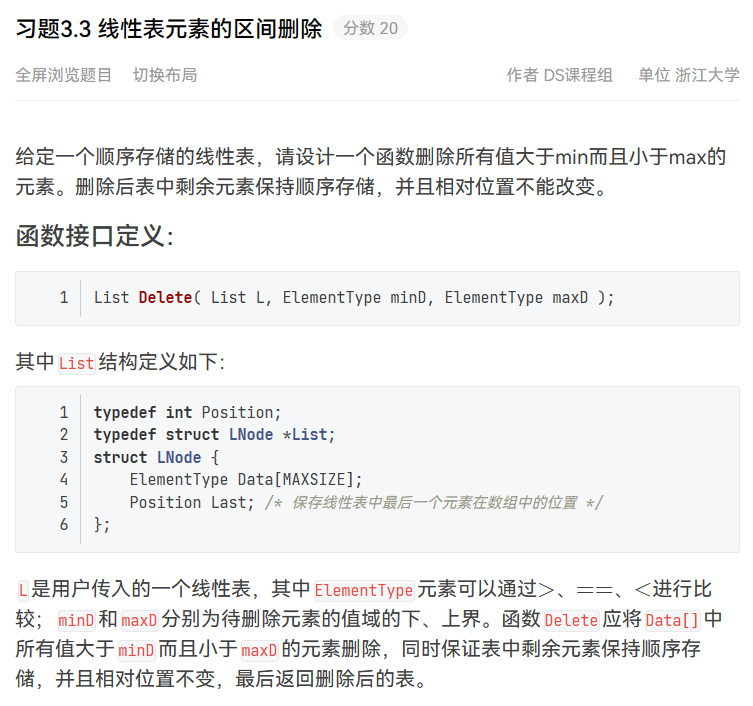 习题3.3 线性表元素的区间删除 分数 20
全屏浏览题目 切换布局 作者 DS课程组 单位 浙江大学
给定一个顺序存储的线性表，请设计一个函数删除所有值大于min而且小于max的
元素。删除后表中剩余元素保持顺序存储，并且相对位置不能改变。
函数接口定义：
1 List Delete( List L, ElementType minD, ElementType maxD );
其中List结构定义如下：
1 typedef int Position;
2 typedef struct LNode *List;
3 struct LNode {
4     ElementType Data[MAXSIZE];
5     Position Last; /* 保存线性表中最后一个元素在数组中的位置 */
6 };
L是用户传入的一个线性表，其中ElementType元素可以通过>、==、<进行比
较；minD和maxD分别为待删除元素的值域的下、上界。函数Delete应将Data[]中
所有值大于minD而且小于maxD的元素删除，同时保证表中剩余元素保持顺序存
储，并且相对位置不变，最后返回删除后的表。